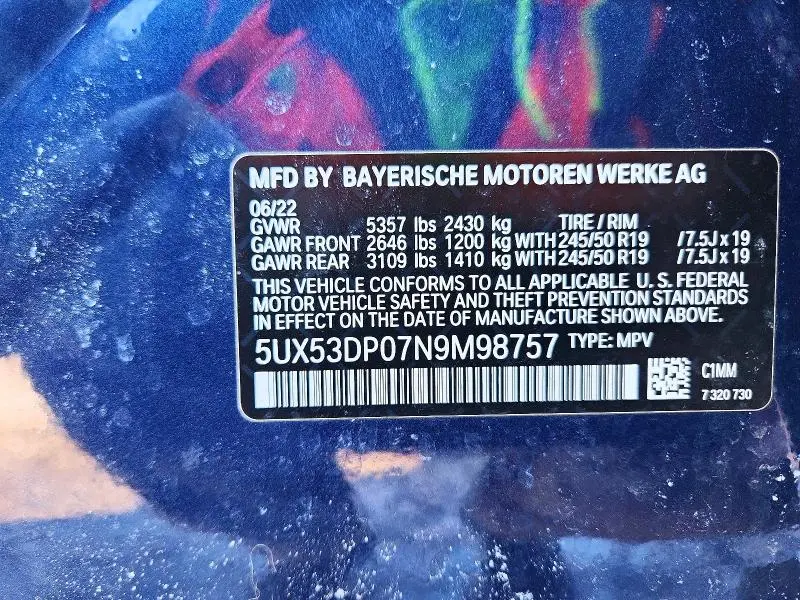 MFD BY BAYERISCHE MOTOREN WERKE AG
06/22
GVWR 5357 lbs 2430 kg TIRE / RIM
GAWR FRONT 2646 lbs 1200 kg WITH 245/50 R19 /7.5J x 19
GAWR REAR 3109 lbs 1410 kg WITH 245/50 R19 /7.5J x 19
THIS VEHICLE CONFORMS TO ALL APPLICABLE U. S. FEDERAL
MOTOR VEHICLE SAFETY AND THEFT PREVENTION STANDARDS
IN EFFECT ON THE DATE OF MANUFACTURE SHOWN ABOVE.
5UX53DP07N9M98757 TYPE: MPV
C1MM
7 320 730